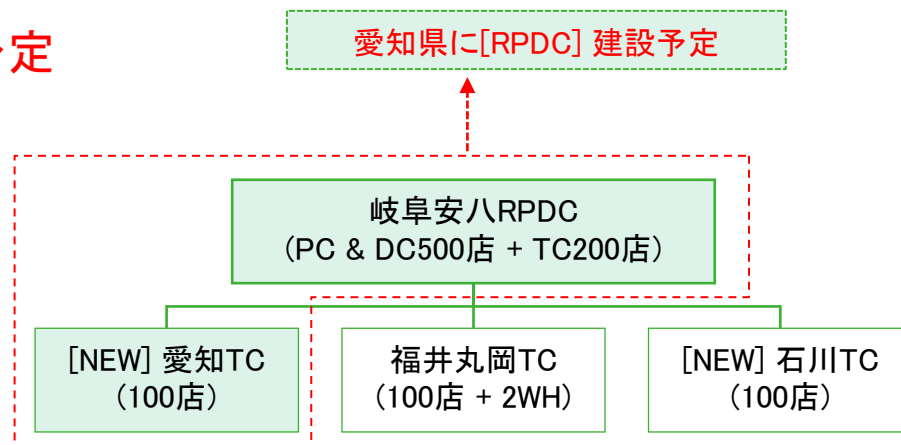 定
愛知県に[RPDC] 建設予定
岐阜安八RPDC
(PC & DC500店 + TC200店)
[NEW] 愛知TC
(100店)
福井丸岡TC
(100店 + 2WH)
[NEW] 石川TC
(100店)